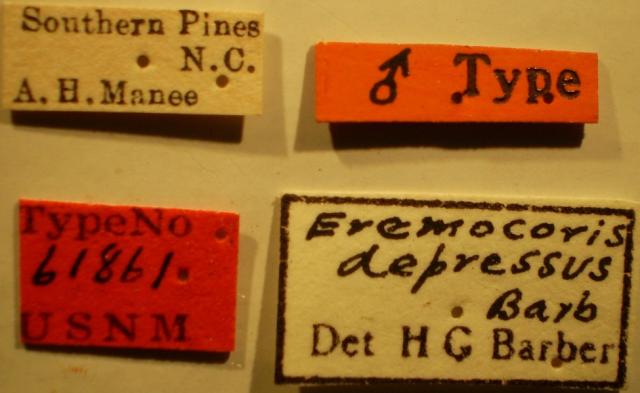 Southern Pines
N.C.
A.H.Manee
♂ Type
TypeNo
61861.
USNM
Eremocoris
depressus
Barb
Det H G Barber